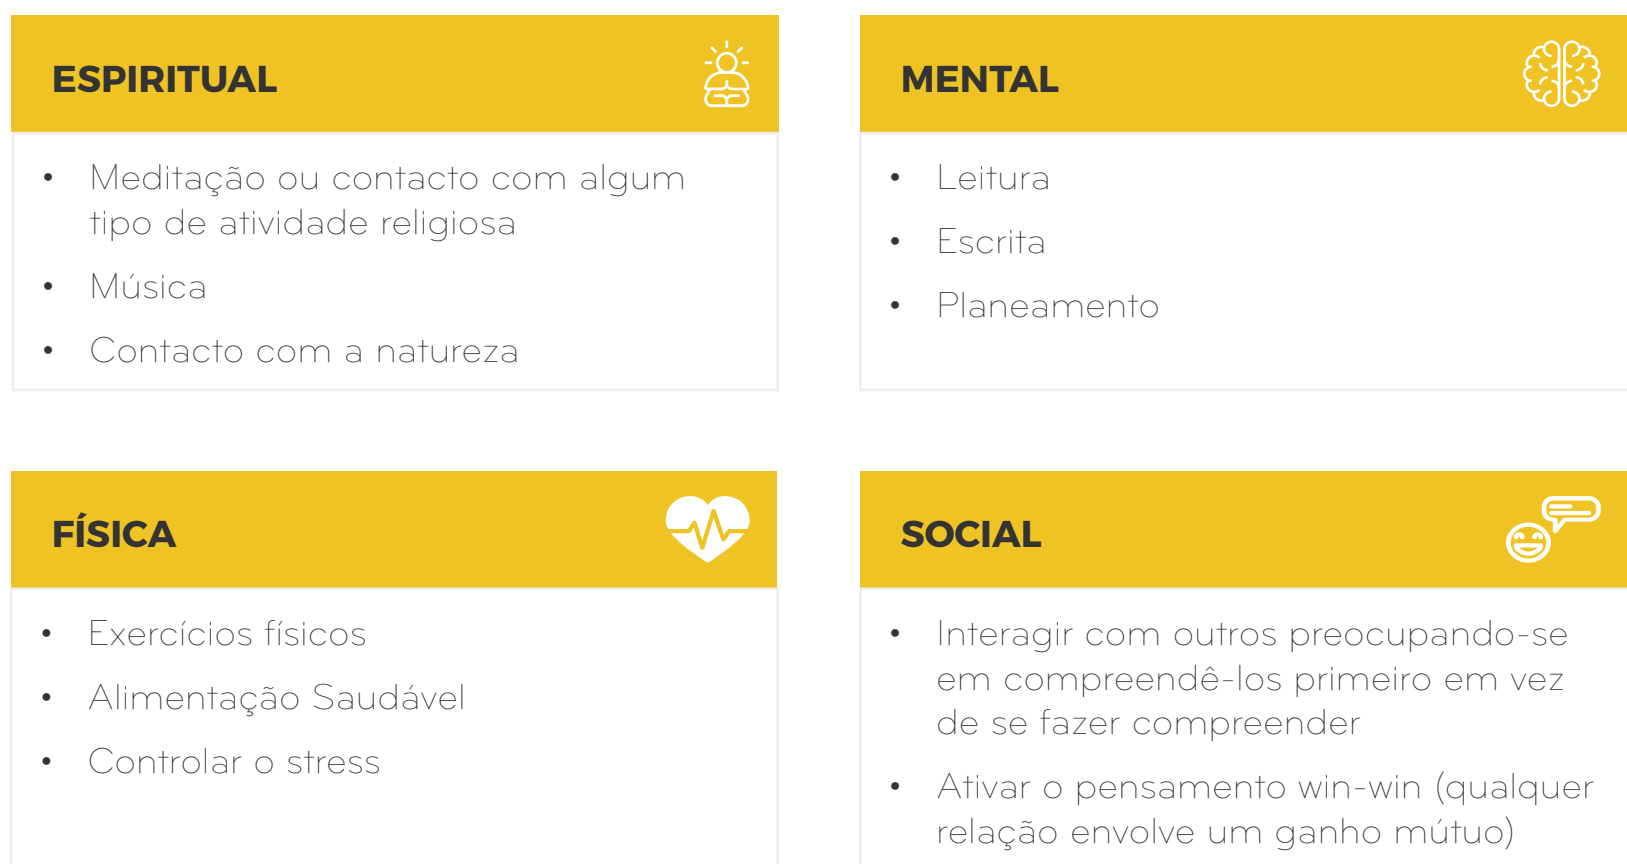 ESPIRITUAL
• Meditação ou contacto com algum
tipo de atividade religiosa
• Música
• Contacto com a natureza
MENTAL
• Leitura
• Escrita
• Planeamento
FÍSICA
• Exercícios físicos
• Alimentação Saudável
• Controlar o stress
SOCIAL
• Interagir com outros preocupando-se
em compreendê-los primeiro em vez
de se fazer compreender
• Ativar o pensamento win-win (qualquer
relação envolve um ganho mútuo)